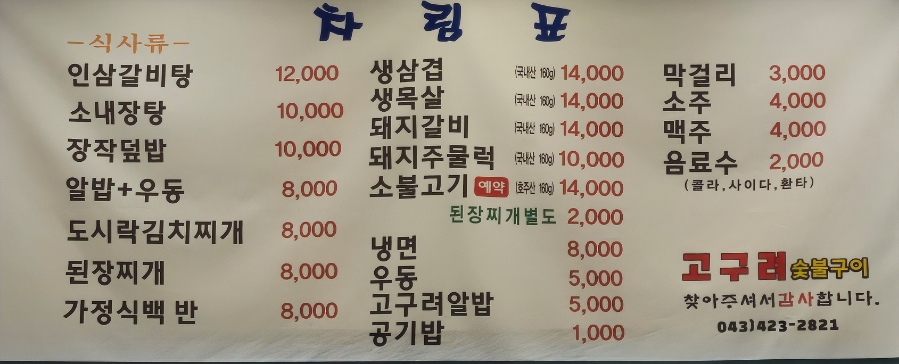 차림표
-식사류-
인삼갈비탕 12,000
소내장탕 10,000
장작덮밥 10,000
알밥+우동 8,000
도시락김치찌개 8,000
된장찌개 8,000
가정식백 반 8,000
생삼겹 (국내산 160g) 14,000
생목살 (국내산 160g) 14,000
돼지갈비 (국내산 160g) 14,000
돼지주물럭 (국내산 160g) 10,000
소불고기 예약 (호주산 160g) 14,000
된장찌개별도 2,000
냉면 8,000
우동 5,000
고구려알밥 5,000
공기밥 1,000
막걸리 3,000
소주 4,000
맥주 4,000
음료수 2,000
(콜라,사이다,환타)
고구려 숯불구이
찾아주셔서감사합니다.
043)423-2821